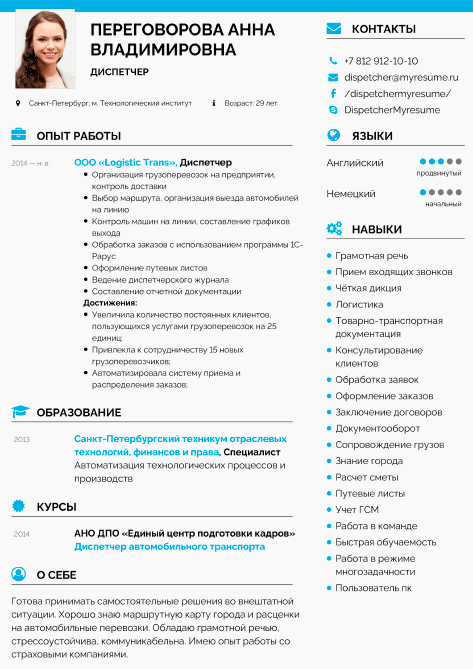 ПЕРЕГОВОРОВА АННА
ВЛАДИМИРОВНА
ДИСПЕТЧЕР
Санкт-Петербург, м. Технологический институт
Возраст: 29 лет
ОПЫТ РАБОТЫ
2014 — н. в.
ООО «Logistic Trans», Диспетчер
Организация грузоперевозок на предприятии,
контроль доставки
Выбор маршрута, организация выезда автомобилей
на линию
Контроль машин на линии, составление графиков
выхода
Обработка заказов с использованием программы 1С-
Рарус
Оформление путевых листов
Ведение диспетчерского журнала
Составление отчетной документации
Достижения:
Увеличила количество постоянных клиентов,
пользующихся услугами грузоперевозок на 25
единиц;
Привлекла к сотрудничеству 15 новых
грузоперевозчиков;
Автоматизировала систему приема и
распределения заказов;
ОБРАЗОВАНИЕ
2013
Санкт-Петербургский техникум отраслевых
технологий, финансов и права, Специалист
Автоматизация технологических процессов и
производств
КУРСЫ
2014
АНО ДПО «Единый центр подготовки кадров»
Диспетчер автомобильного транспорта
О СЕБЕ
Готова принимать самостоятельные решения во внештатной
ситуации. Хорошо знаю маршрутную карту города и расценки
на автомобильные перевозки. Обладаю грамотной речью,
стрессоустойчива, коммуникабельна. Имею опыт работы со
страховыми компаниями.
КОНТАКТЫ
+7 812 912-10-10
dispetcher@myresume.ru
/dispetchermyresume/
DispetcherMyresume
ЯЗЫКИ
Английский
продвинутый
Немецкий
начальный
НАВЫКИ
Грамотная речь
Прием входящих звонков
Чёткая дикция
Логистика
Товарно-транспортная
документация
Консультирование
клиентов
Обработка заявок
Оформление заказов
Заключение договоров
Документооборот
Сопровождение грузов
Знание города
Расчет сметы
Путевые листы
Учет ГСМ
Работа в команде
Быстрая обучаемость
Работа в режиме
многозадачности
Пользователь пк